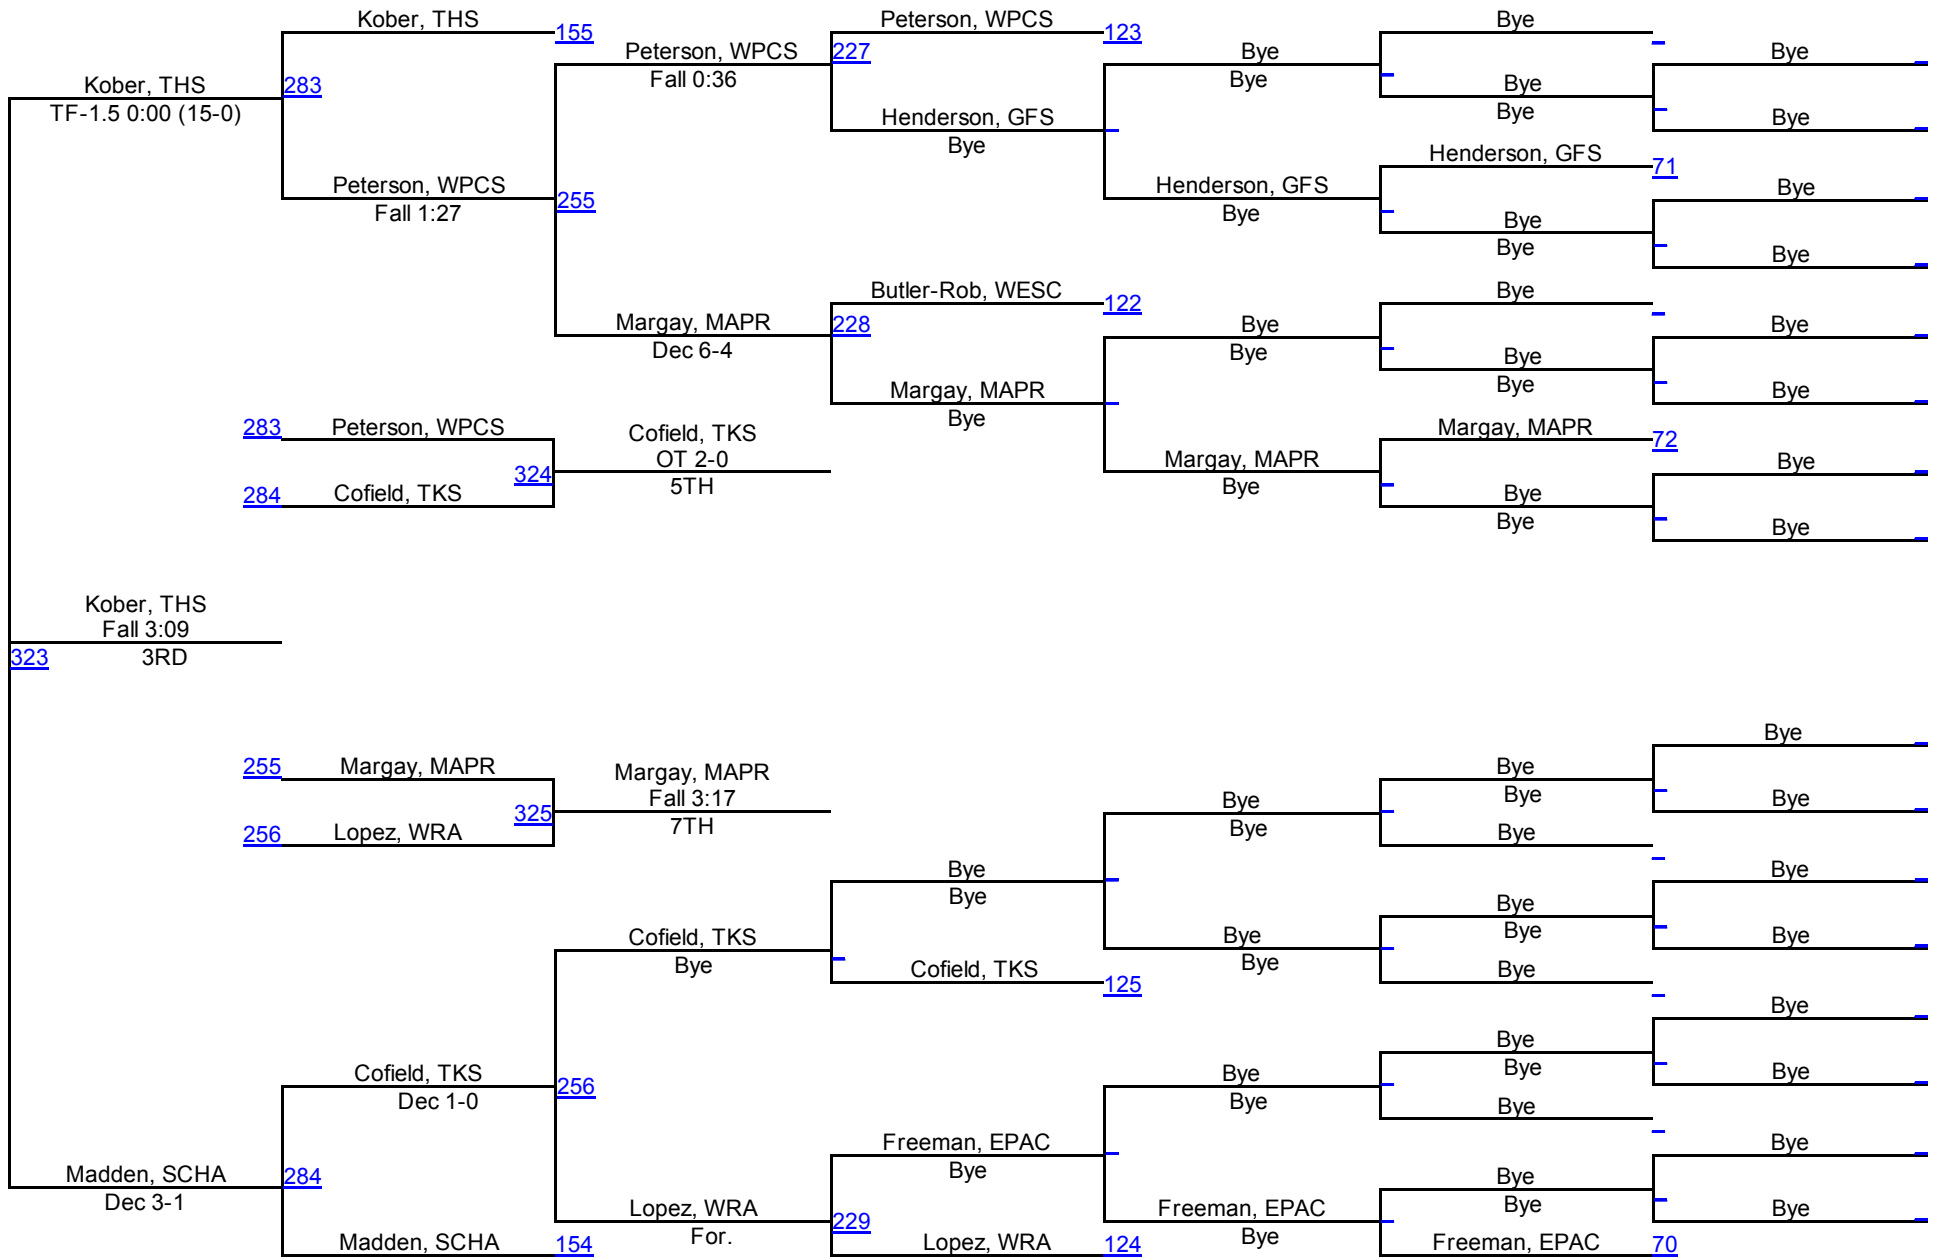 Kober, THS
155
Peterson, WPCS
123
Bye
Peterson, WPCS
227
Bye
Bye
Fall 0:36
Bye
Kober, THS
283
Bye
TF-1.5 0:00 (15-0)
Henderson, GFS
Bye
Bye
Bye
Henderson, GFS
71
Peterson, WPCS
255
Henderson, GFS
Bye
Fall 1:27
Bye
Bye
Bye
Bye
Butler-Rob, WESC
122
Bye
Margay, MAPR
228
Bye
Bye
Dec 6-4
Bye
Bye
Bye
Margay, MAPR
Bye
Bye
283
Peterson, WPCS
Cofield, TKS
Margay, MAPR
72
OT 2-0
Margay, MAPR
Bye
324
5TH
Bye
284
Cofield, TKS
Bye
Bye
Bye
Kober, THS
Fall 3:09
323
3RD
Bye
255
Margay, MAPR
Margay, MAPR
Bye
Fall 3:17
Bye
Bye
Bye
325
7TH
Bye
256
Lopez, WRA
Bye
Bye
Bye
Bye
Bye
Cofield, TKS
Bye
Bye
Bye
Bye
Bye
Bye
Cofield, TKS
125
Bye
Bye
Bye
Cofield, TKS
256
Bye
Bye
Bye
Dec 1-0
Bye
Bye
Freeman, EPAC
Bye
Bye
Madden, SCHA
284
Bye
Dec 3-1
Bye
Lopez, WRA
229
Freeman, EPAC
Bye
For.
Bye
Madden, SCHA
154
Lopez, WRA
124
Freeman, EPAC
70